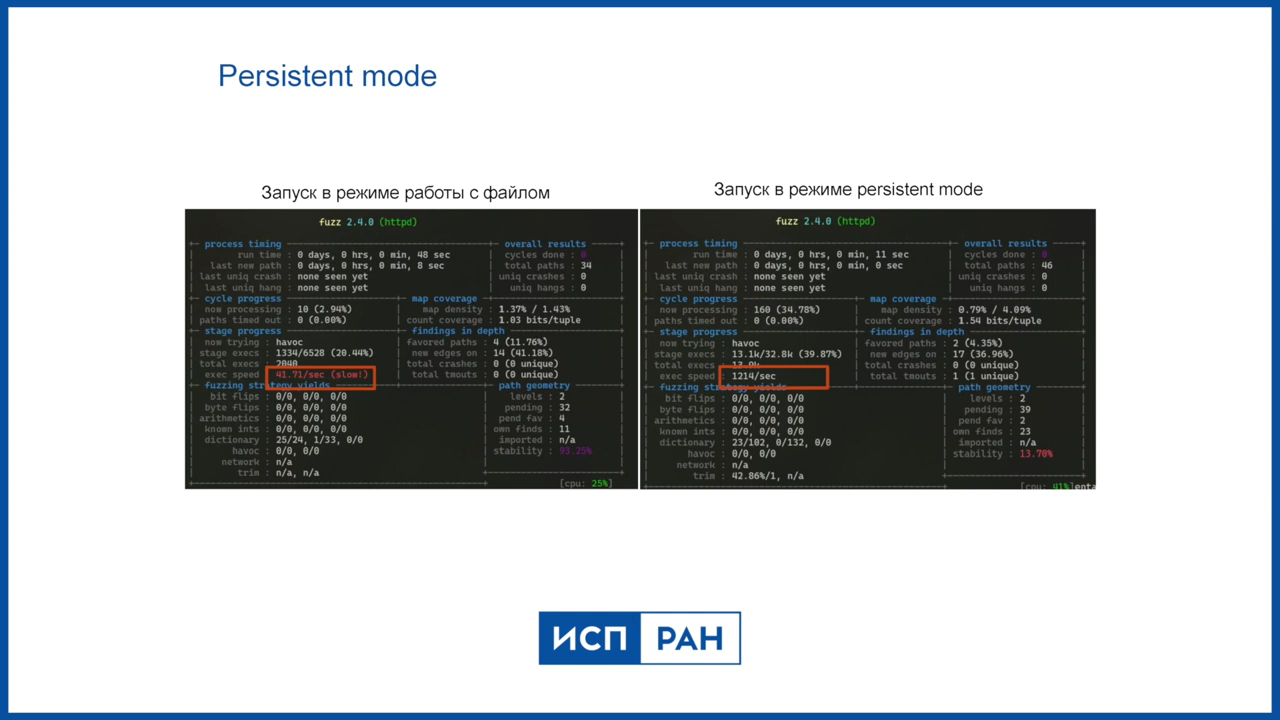 Persistent mode
Запуск в режиме работы с файлом
fuzz 2.4.0 (httpd)
process timing
run time : 0 days, 0 hrs, 0 min, 48 sec
last new path : 0 days, 0 hrs, 0 min, 8 sec
last uniq crash : none seen yet
last uniq hang : none seen yet
overall results
cycles done : 0
total paths : 34
uniq crashes : 0
uniq hangs : 0
cycle progress
now processing : 10 (2.94%)
paths timed out : 0 (0.00%)
map coverage
map density : 1.37% / 1.43%
count coverage : 1.03 bits/tuple
stage progress
now trying : havoc
stage execs : 1334/6528 (20.44%)
total execs : 2040
exec speed : 41.71/sec (slow!)
findings in depth
favored paths : 4 (11.76%)
new edges on : 14 (41.18%)
total crashes : 0 (0 unique)
total tmouts : 0 (0 unique)
fuzzing strategy yields
bit flips : 0/0, 0/0, 0/0
byte flips : 0/0, 0/0, 0/0
arithmetics : 0/0, 0/0, 0/0
known ints : 0/0, 0/0, 0/0
dictionary : 25/24, 1/33, 0/0
havoc : 0/0, 0/0
network : n/a
trim : n/a, n/a
path geometry
levels : 2
pending : 32
pend fav : 4
own finds : 11
imported : n/a
stability : 93.25%
[cpu: 25%]
Запуск в режиме persistent mode
fuzz 2.4.0 (httpd)
process timing
run time : 0 days, 0 hrs, 0 min, 11 sec
last new path : 0 days, 0 hrs, 0 min, 0 sec
last uniq crash : none seen yet
last uniq hang : none seen yet
overall results
cycles done : 0
total paths : 46
uniq crashes : 0
uniq hangs : 0
cycle progress
now processing : 160 (34.78%)
paths timed out : 0 (0.00%)
map coverage
map density : 0.79% / 4.09%
count coverage : 1.54 bits/tuple
stage progress
now trying : havoc
stage execs : 13.1k/32.8k (39.87%)
total execs : 13.9k
exec speed : 1214/sec
findings in depth
favored paths : 2 (4.35%)
new edges on : 17 (36.96%)
total crashes : 0 (0 unique)
total tmouts : 1 (1 unique)
fuzzing strategy yields
bit flips : 0/0, 0/0, 0/0
byte flips : 0/0, 0/0, 0/0
arithmetics : 0/0, 0/0, 0/0
known ints : 0/0, 0/0, 0/0
dictionary : 23/102, 0/132, 0/0
havoc : 0/0, 0/0
network : n/a
trim : 42.86%/1, n/a
path geometry
levels : 2
pending : 39
pend fav : 2
own finds : 23
imported : n/a
stability : 13.70%
[cpu: 41%]enta
ИСП РАН